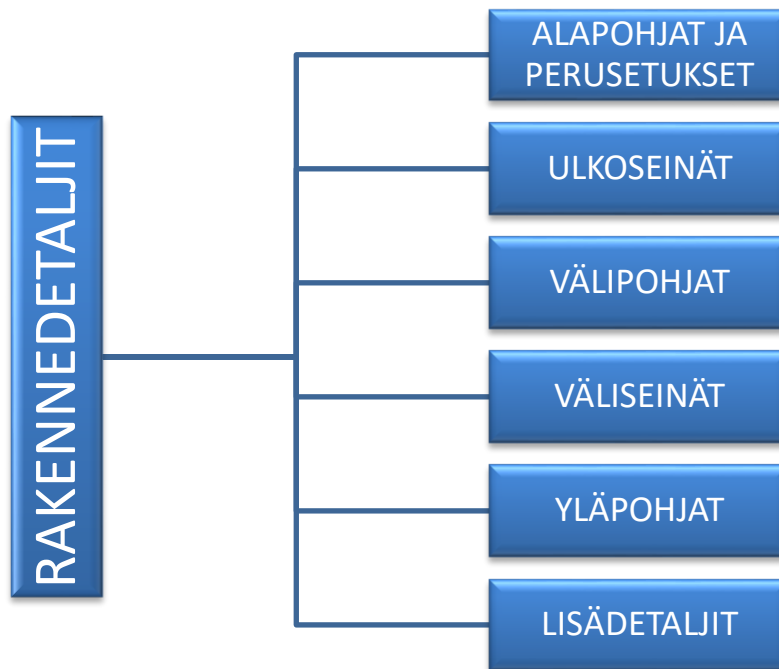 RAKENNEDETALJIT
ALAPOHJAT JA
PERUSETUKSET
ULKOSEINÄT
VÄLIPOHJAT
VÄLISEINÄT
YLÄPOHJAT
LISÄDETALJIT